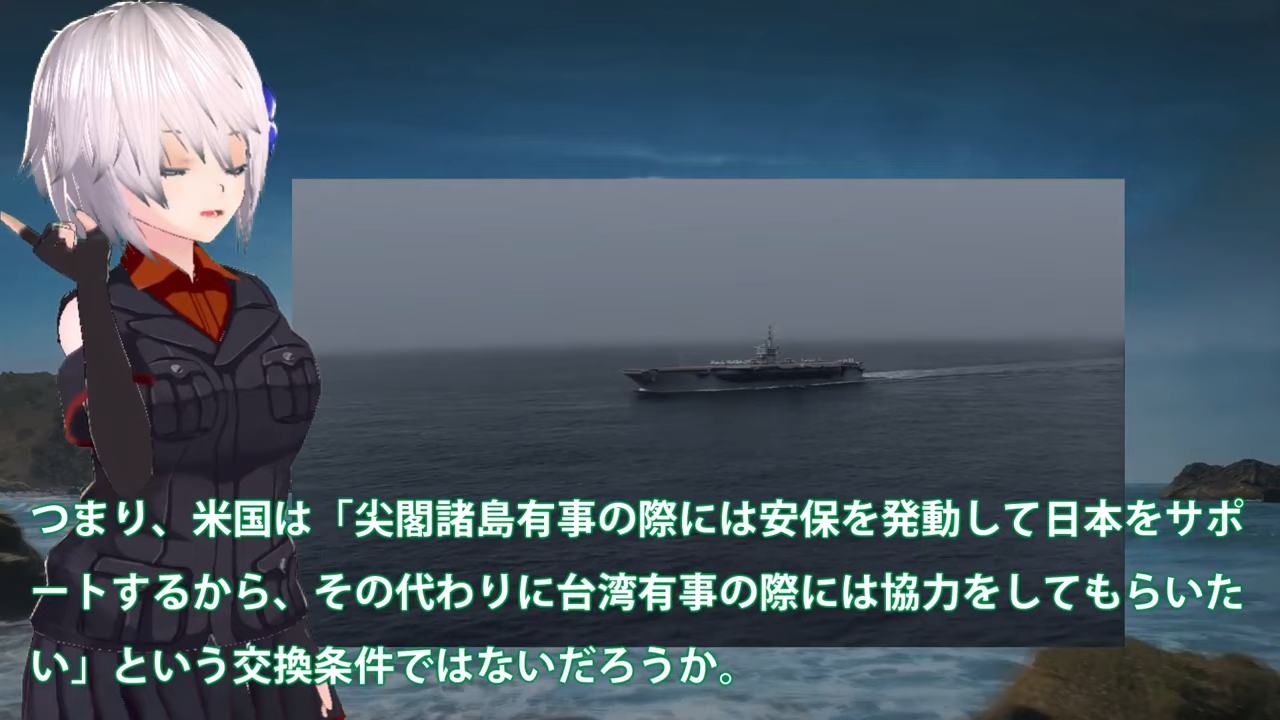 つまり、米国は「尖閣諸島有事の際には安保を発動して日本をサポ
ートするから、その代わりに台湾有事の際には協力をしてもらいた
い」という交換条件ではないだろうか。